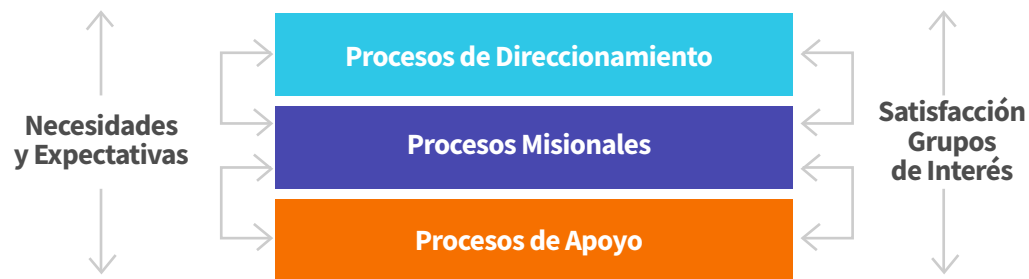 Procesos de Direccionamiento
Necesidades
y Expectativas
Procesos Misionales
Satisfacción
Grupos
de Interés
Procesos de Apoyo